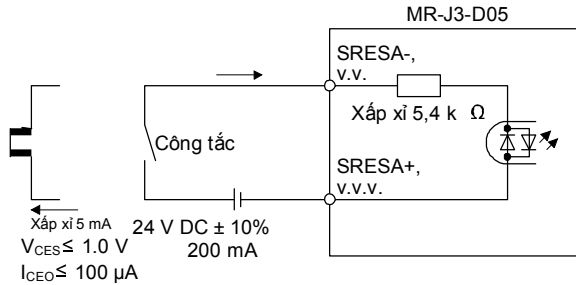 MR-J3-D05
SRESA-,
v.v.
Xấp xỉ 5,4 k Ω
Công tắc
SRESA+,
v.v.v.
Xấp xỉ 5 mA
24 V DC ± 10%
200 mA
VCES≤ 1.0 V
ICEO≤ 100 µA